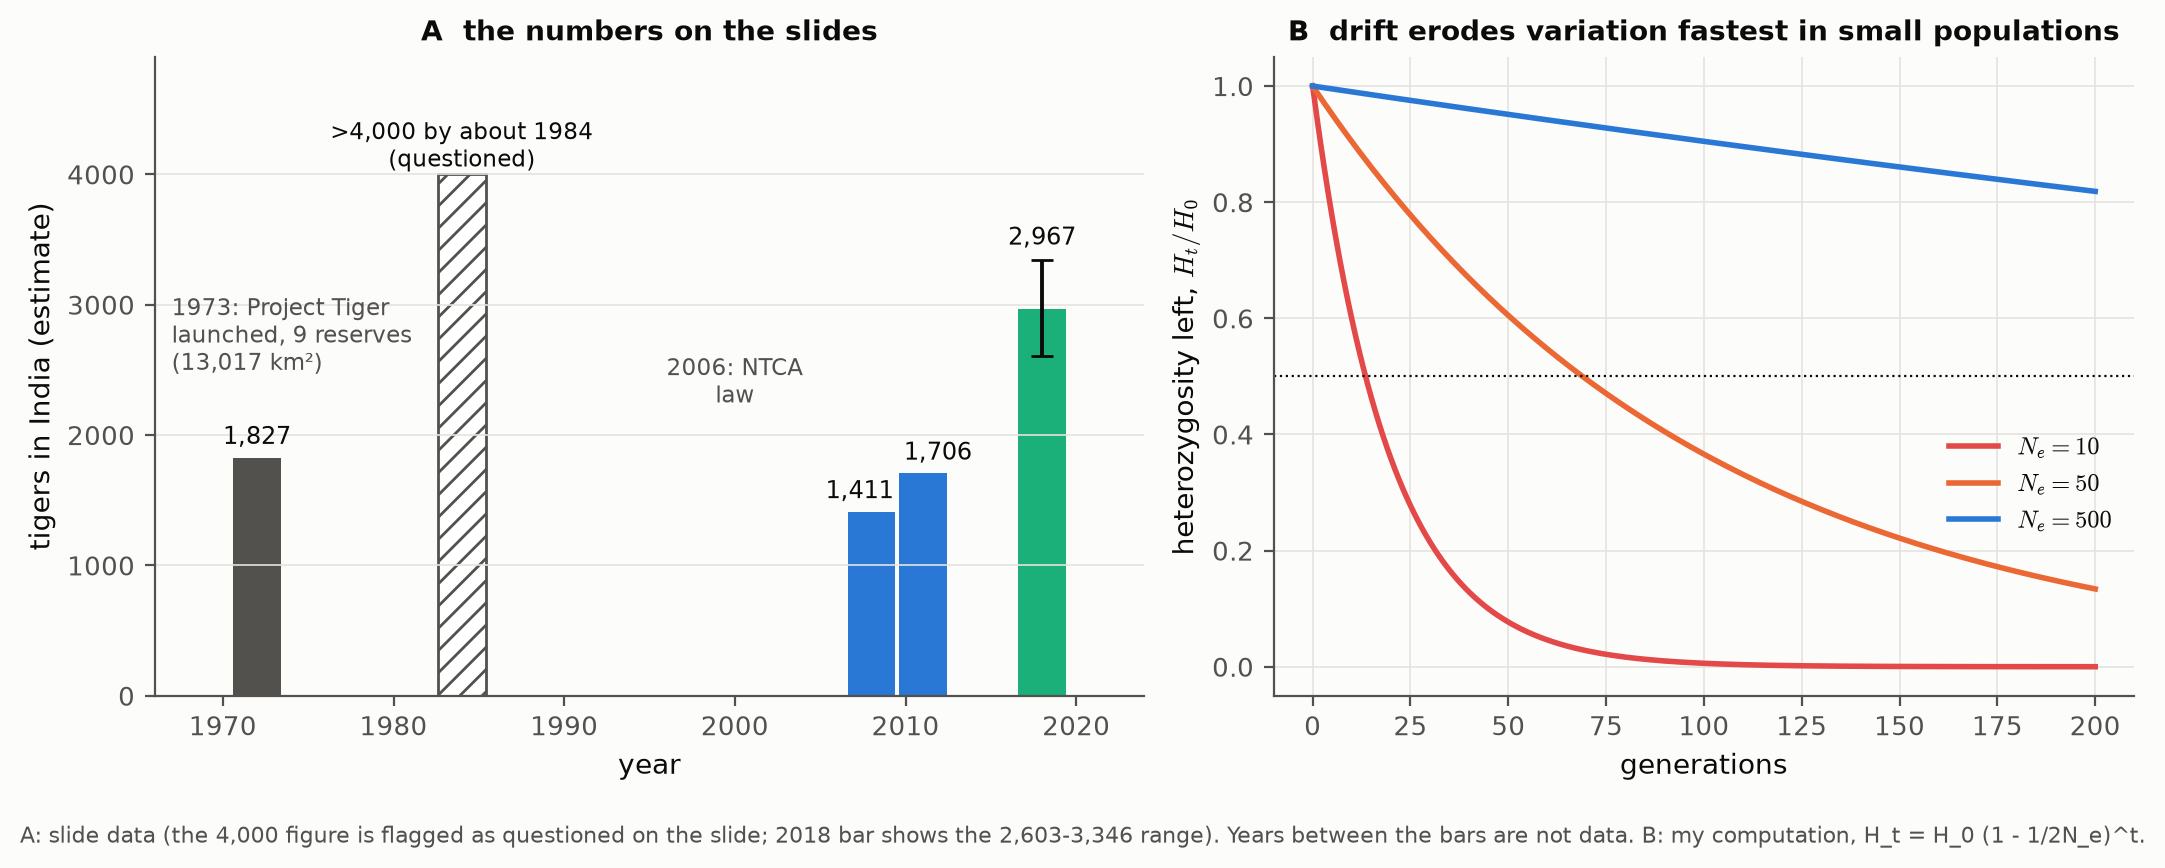 A  the numbers on the slides
tigers in India (estimate)
4000
3000
2000
1000
0
>4,000 by about 1984
(questioned)
2,967
1973: Project Tiger
launched, 9 reserves
(13,017 km²)
2006: NTCA
law
1,827
1,706
1,411
1970
1980
1990
2000
2010
2020
year
B  drift erodes variation fastest in small populations
heterozygosity left, H_t/H_0
1.0
0.8
0.6
0.4
0.2
0.0
N_e = 10
N_e = 50
N_e = 500
0
25
50
75
100
125
150
175
200
generations
A: slide data (the 4,000 figure is flagged as questioned on the slide; 2018 bar shows the 2,603-3,346 range). Years between the bars are not data. B: my computation, H_t = H_0 (1 - 1/2N_e)^t.